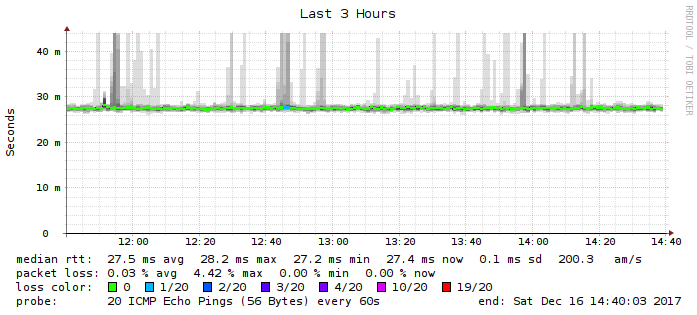 Last 3 Hours
RRDTOOL / TOBI OETIKER
Seconds
40 m
30 m
20 m
10 m
0
12:00 12:20 12:40 13:00 13:20 13:40 14:00 14:20 14:40
median rtt: 27.5 ms avg 28.2 ms max 27.2 ms min 27.4 ms now 0.1 ms sd 200.3 am/s
packet loss: 0.03 % avg 4.42 % max 0.00 % min 0.00 % now
loss color: 0 1/20 2/20 3/20 4/20 10/20 19/20
probe: 20 ICMP Echo Pings (56 Bytes) every 60s end: Sat Dec 16 14:40:03 2017